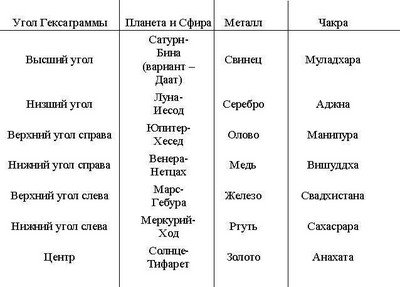 Угол Гексаграммы Планета и Сфира Металл Чакра
Высший угол Сатурн-
Бина
(вариант –
Даат) Свинец Муладхара
Низший угол Луна-
Иесод Серебро Аджна
Верхний угол справа Юпитер-
Хесед Олово Манипура
Нижний угол справа Венера-
Нетцах Медь Вишуддха
Верхний угол слева Марс-
Гебура Железо Свадхистана
Нижний угол слева Меркурий-
Ход Ртуть Сахасрара
Центр Солнце-
Тифарет Золото Анахата